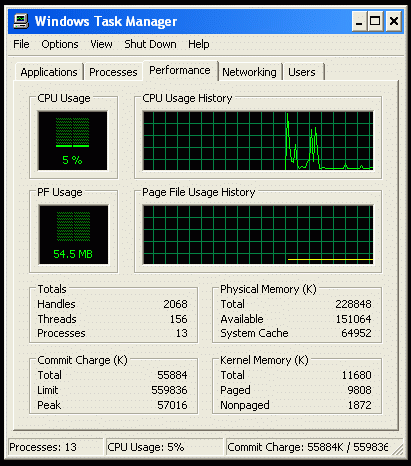 Windows Task Manager
File Options View Shut Down Help
Applications Processes Performance Networking Users
CPU Usage CPU Usage History
5 %
PF Usage Page File Usage History
54.5 MB
Totals Physical Memory (K)
Handles 2068 Total 228848
Threads 156 Available 151064
Processes 13 System Cache 64952
Commit Charge (K) Kernel Memory (K)
Total 55884 Total 11680
Limit 559836 Paged 9808
Peak 57016 Nonpaged 1872
Processes: 13 CPU Usage: 5% Commit Charge: 55884K / 559836